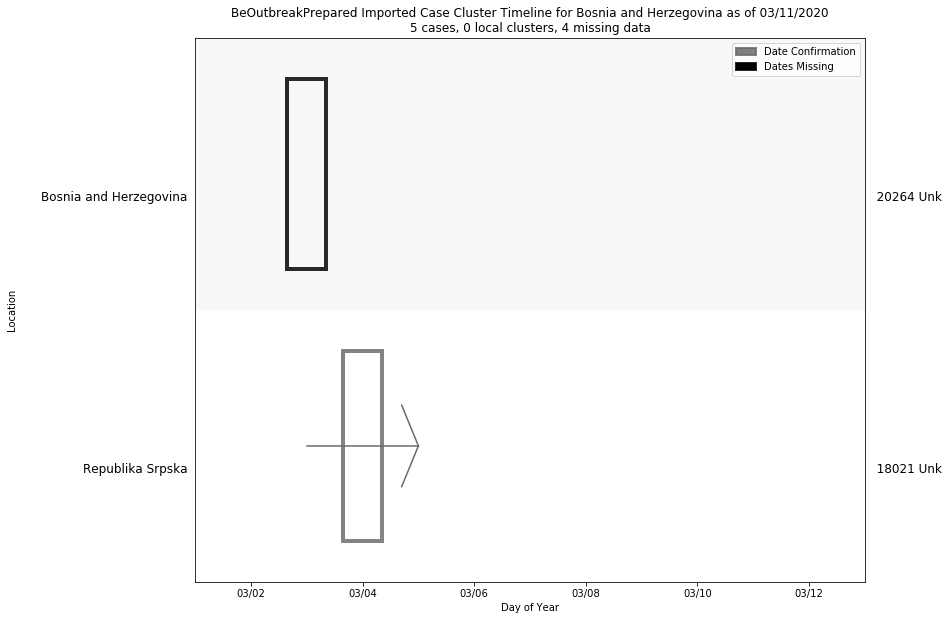 BeOutbreakPrepared Imported Case Cluster Timeline for Bosnia and Herzegovina as of 03/11/2020
5 cases, 0 local clusters, 4 missing data
Date Confirmation
Dates Missing
Bosnia and Herzegovina
20264 Unk
Location
Republika Srpska
18021 Unk
03/02 03/04 03/06 03/08 03/10 03/12
Day of Year